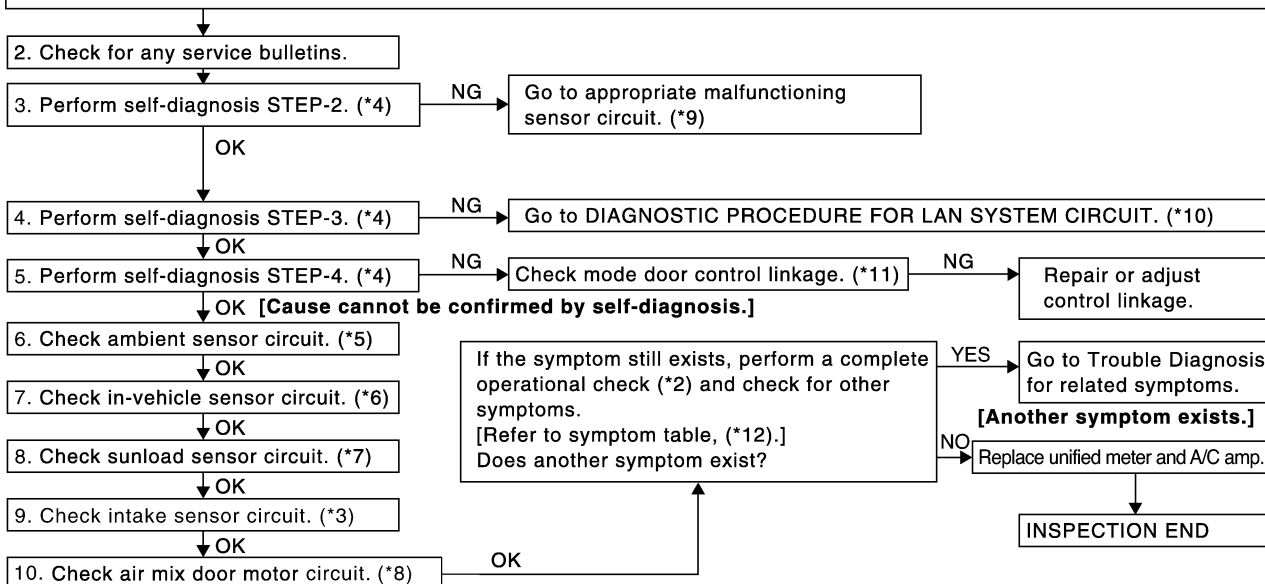 2. Check for any service bulletins.
3. Perform self-diagnosis STEP-2. (*4)
NG
Go to appropriate malfunctioning
sensor circuit. (*9)
OK
4. Perform self-diagnosis STEP-3. (*4)
NG
Go to DIAGNOSTIC PROCEDURE FOR LAN SYSTEM CIRCUIT. (*10)
OK
5. Perform self-diagnosis STEP-4. (*4)
NG
Check mode door control linkage. (*11)
NG
Repair or adjust
control linkage.
OK [Cause cannot be confirmed by self-diagnosis.]
6. Check ambient sensor circuit. (*5)
OK
7. Check in-vehicle sensor circuit. (*6)
OK
8. Check sunload sensor circuit. (*7)
OK
9. Check intake sensor circuit. (*3)
OK
10. Check air mix door motor circuit. (*8)
OK
If the symptom still exists, perform a complete
operational check (*2) and check for other
symptoms.
[Refer to symptom table, (*12).]
Does another symptom exist?
YES
Go to Trouble Diagnosis
for related symptoms.
[Another symptom exists.]
NO
Replace unified meter and A/C amp.
INSPECTION END